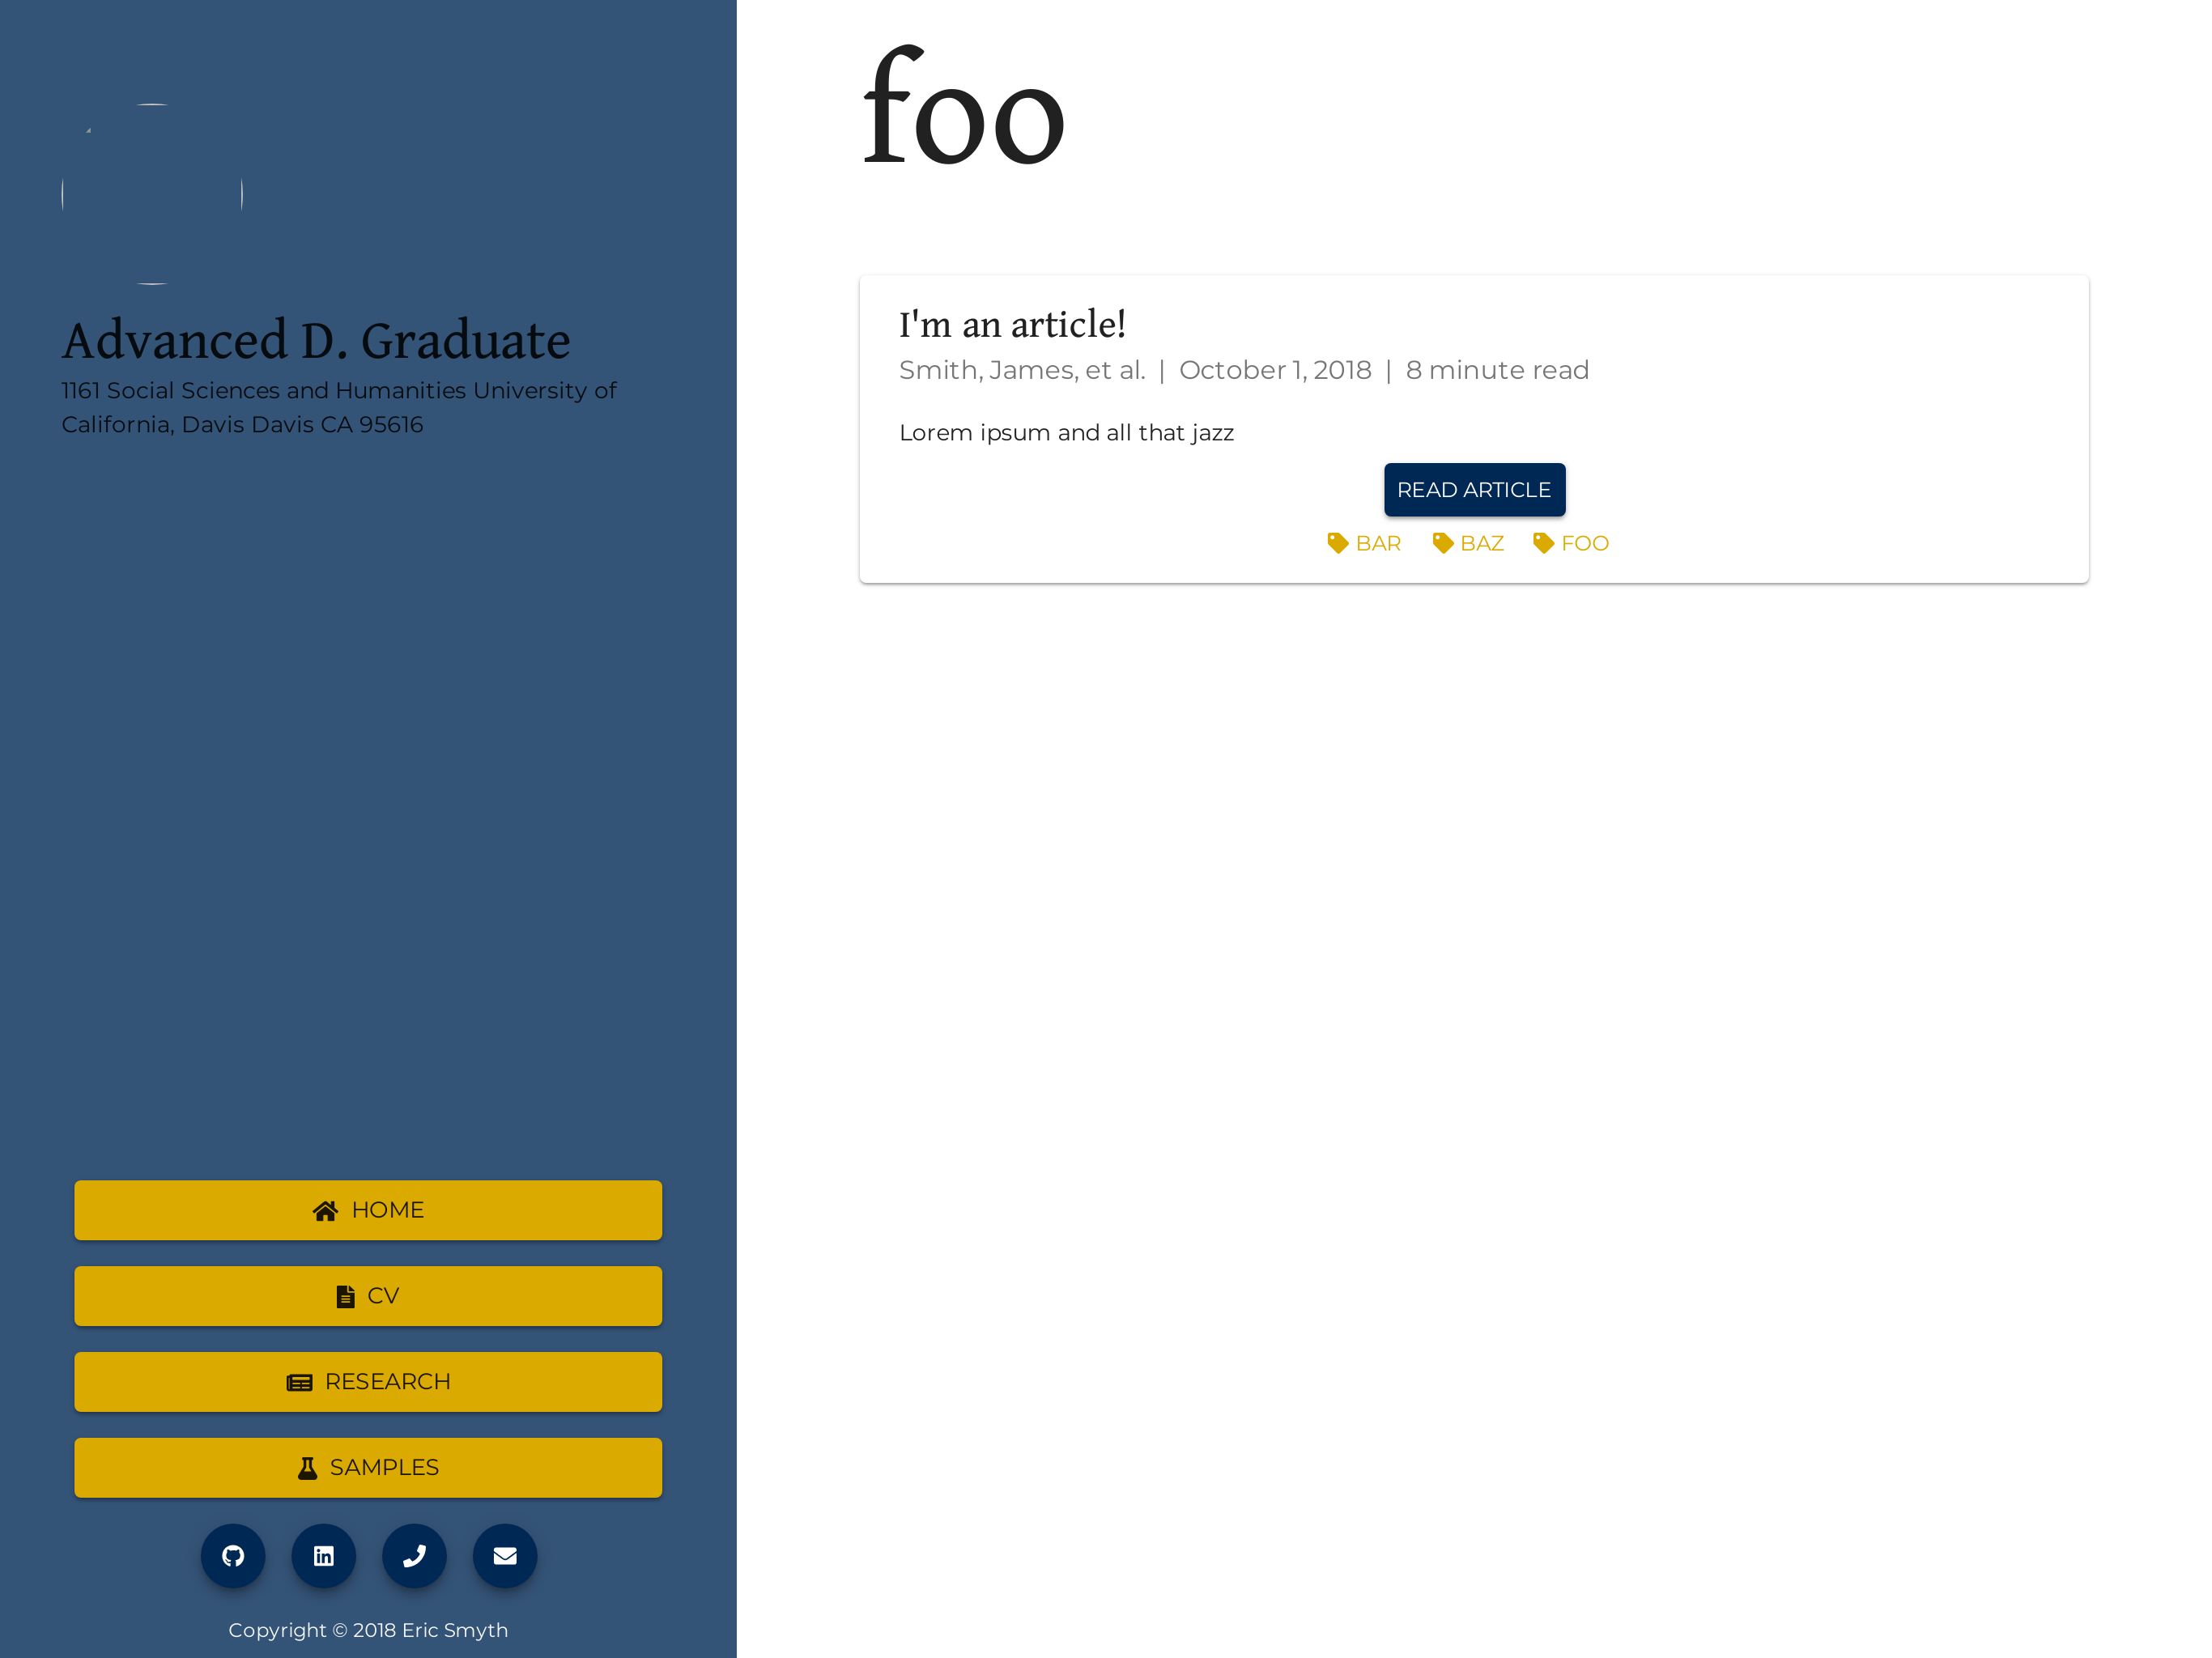 Advanced D. Graduate
1161 Social Sciences and Humanities University of
California, Davis Davis CA 95616
HOME
CV
RESEARCH
SAMPLES
Copyright © 2018 Eric Smyth
foo
I'm an article!
Smith, James, et al. | October 1, 2018 | 8 minute read
Lorem ipsum and all that jazz
READ ARTICLE
BAR BAZ FOO